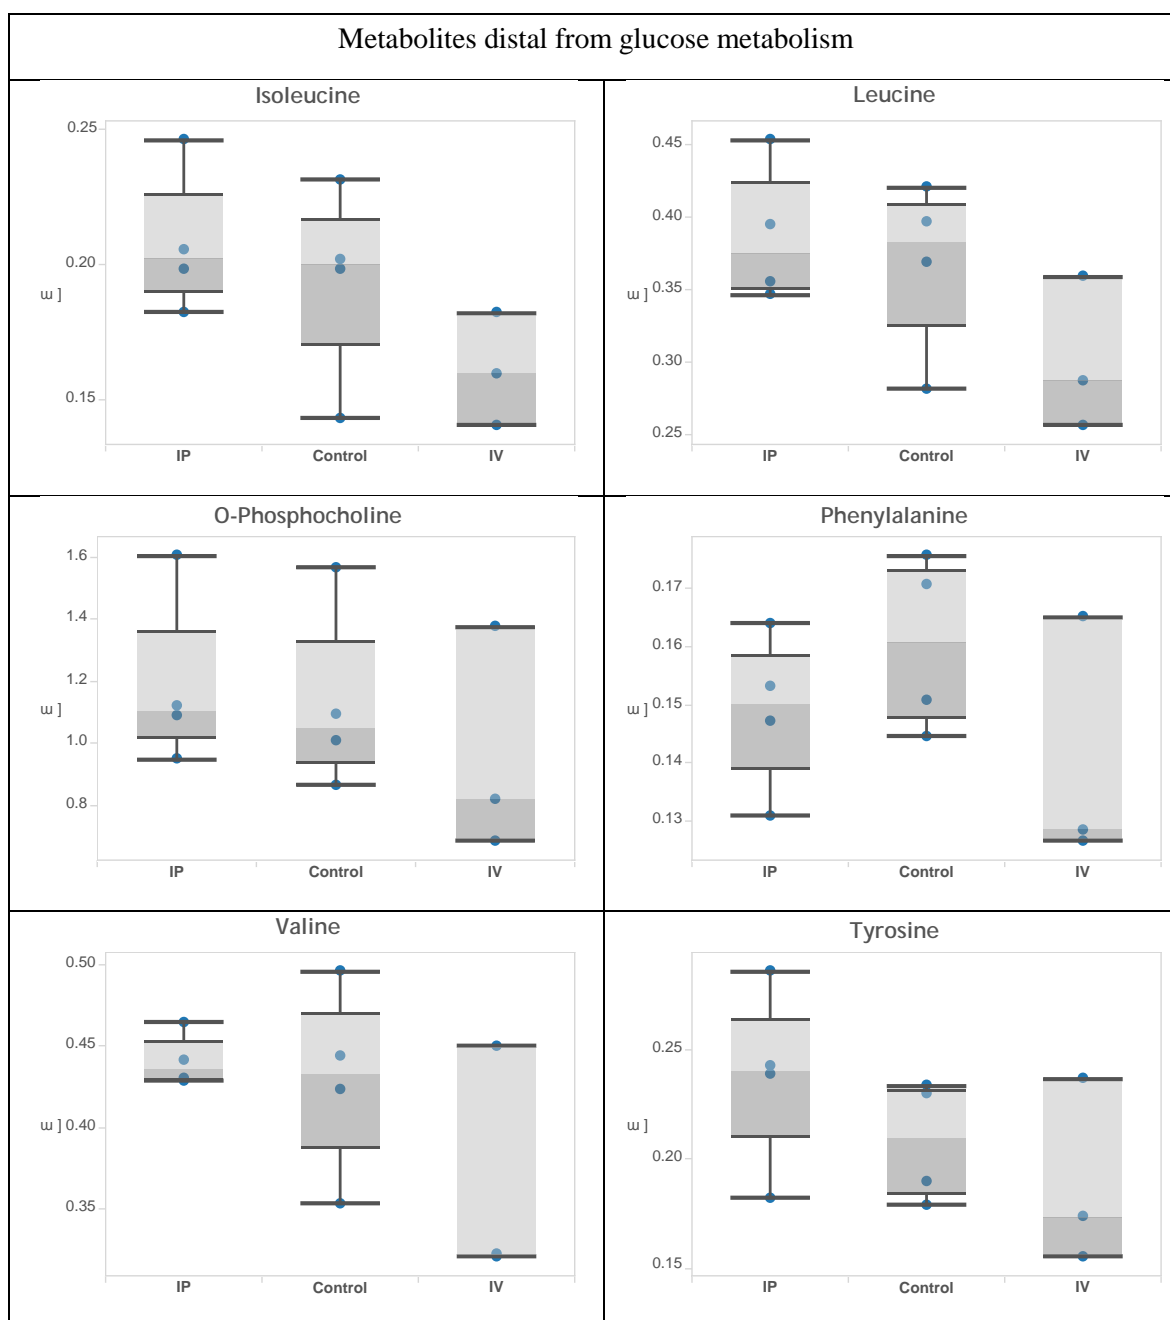 Metabolites distal from glucose metabolism
Isoleucine
0.25
0.20
0.15
IP Control IV
Leucine
0.45
0.40
0.35
0.30
0.25
IP Control IV
O-Phosphocholine
1.6
1.4
1.2
1.0
0.8
IP Control IV
Phenylalanine
0.17
0.16
0.15
0.14
0.13
IP Control IV
Valine
0.50
0.45
0.40
0.35
IP Control IV
Tyrosine
0.25
0.20
0.15
IP Control IV